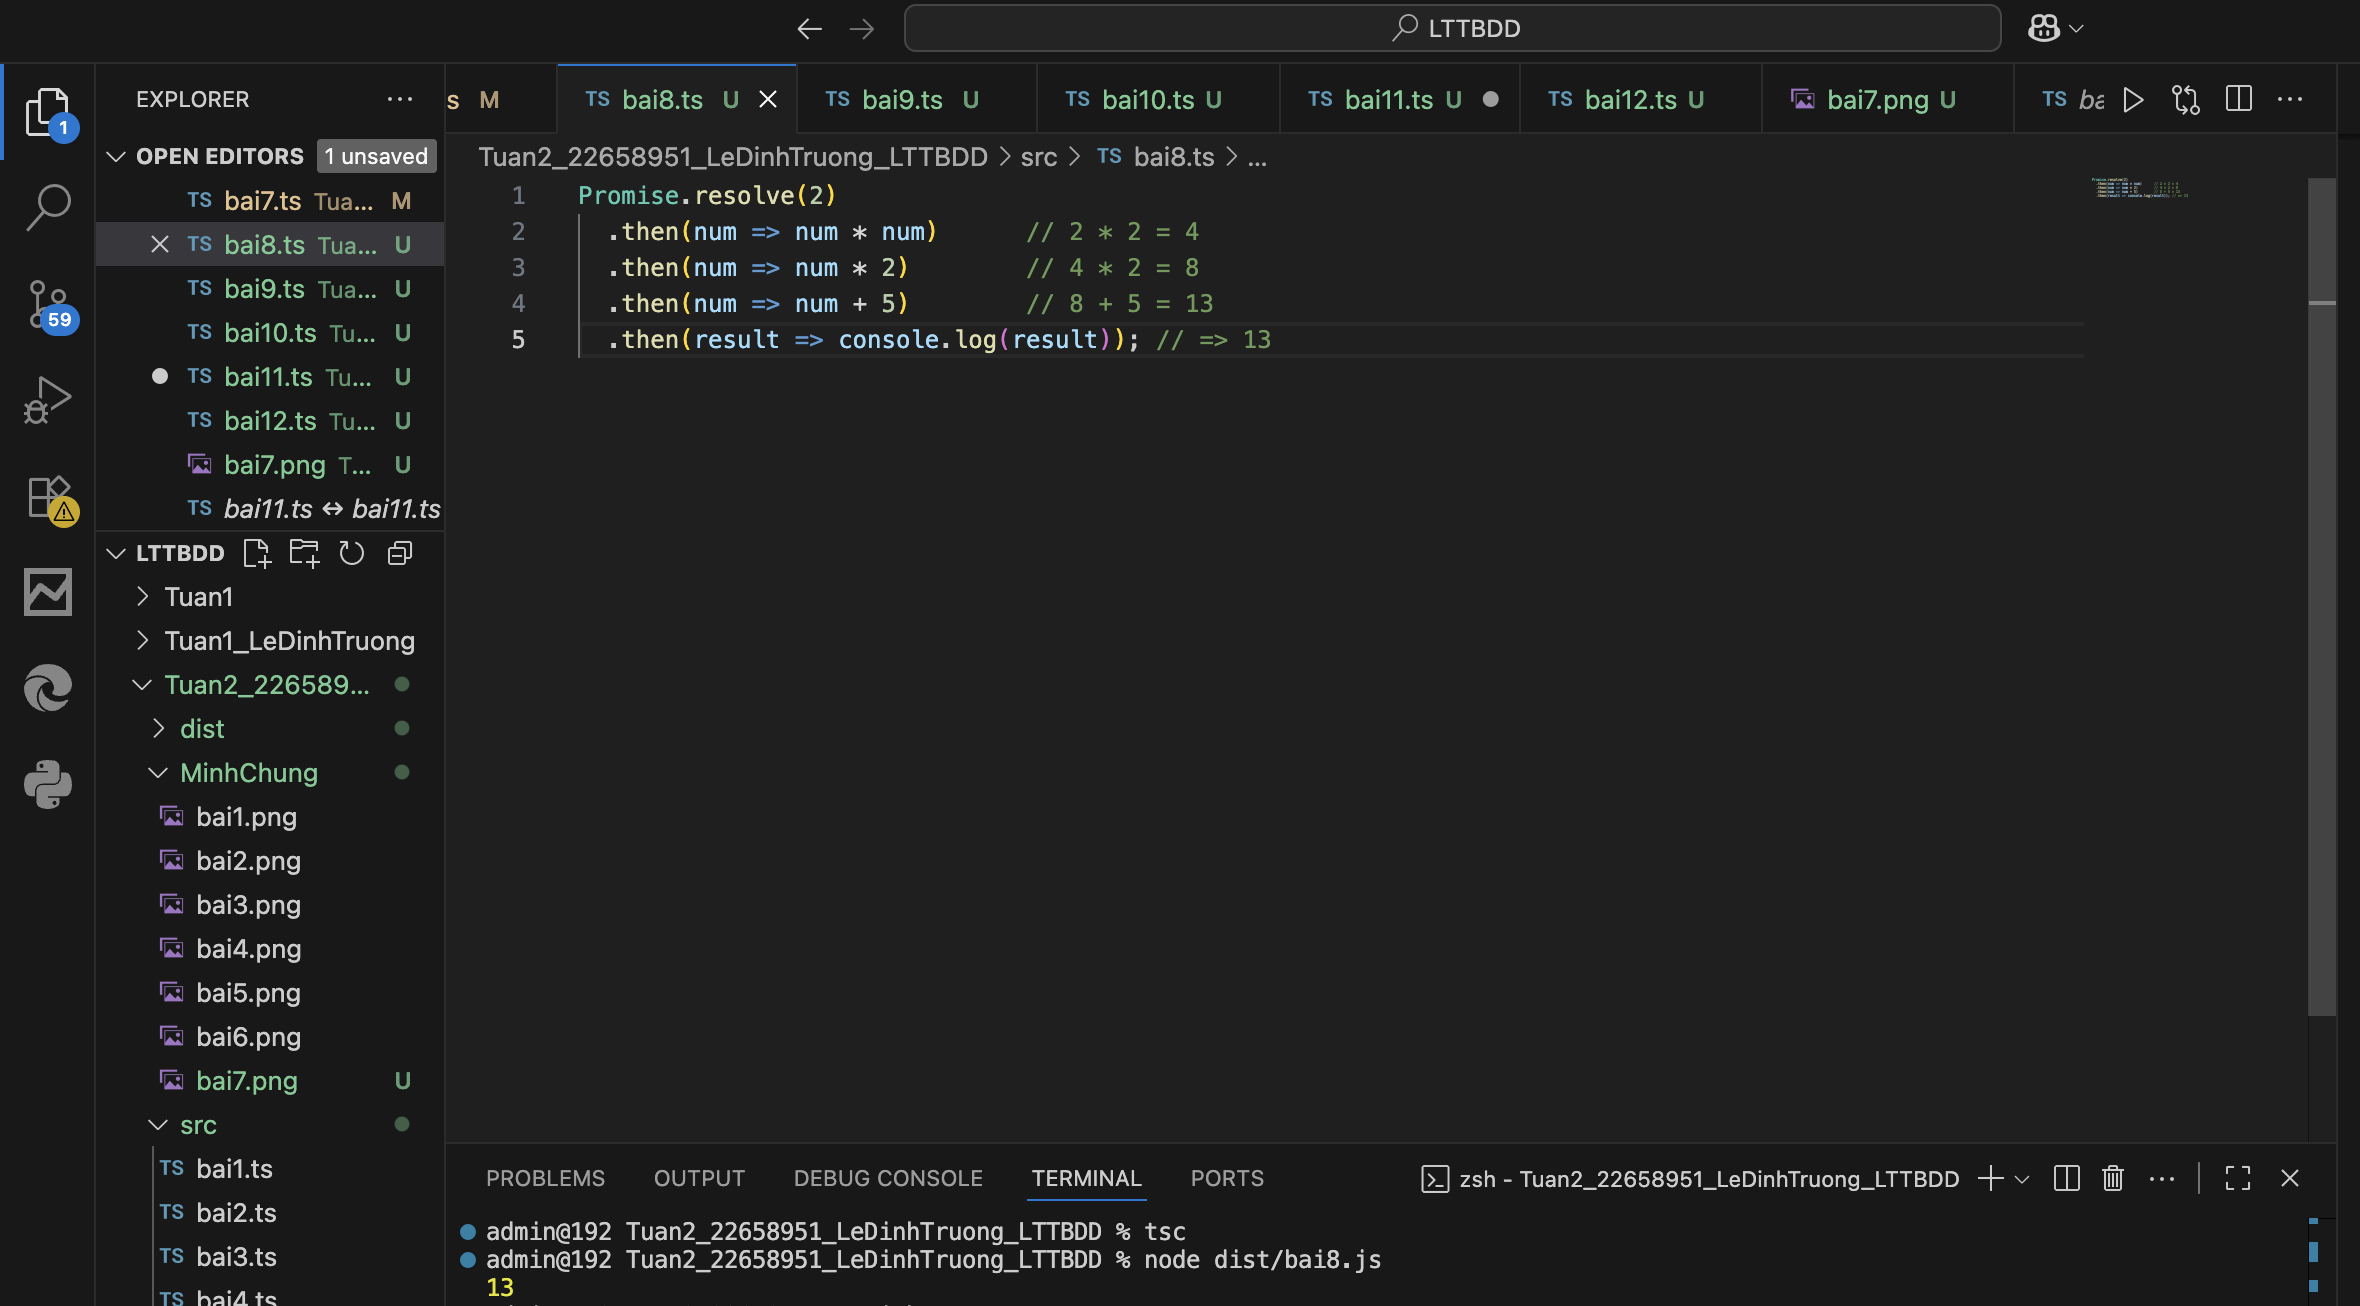 LTTBDD
EXPLORER
1
OPEN EDITORS 1 unsaved
TS bai7.ts Tua... M
TS bai8.ts Tua... U
TS bai9.ts Tua... U
TS bai10.ts Tu... U
TS bai11.ts Tu... U
TS bai12.ts Tu... U
bai7.png T... U
TS bai11.ts ↔ bai11.ts
59
LTTBDD
Tuan1
Tuan1_LeDinhTruong
Tuan2_226589...
dist
MinhChung
bai1.png
bai2.png
bai3.png
bai4.png
bai5.png
bai6.png
bai7.png U
src
TS bai1.ts
TS bai2.ts
TS bai3.ts
TS bai4.ts
s M TS bai8.ts U TS bai9.ts U TS bai10.ts U TS bai11.ts U TS bai12.ts U bai7.png U TS ba
Tuan2_22658951_LeDinhTruong_LTTBDD > src > TS bai8.ts > ...
1 Promise.resolve(2)
2 .then(num => num * num) // 2 * 2 = 4
3 .then(num => num * 2) // 4 * 2 = 8
4 .then(num => num + 5) // 8 + 5 = 13
5 .then(result => console.log(result)); // => 13
PROBLEMS OUTPUT DEBUG CONSOLE TERMINAL PORTS zsh - Tuan2_22658951_LeDinhTruong_LTTBDD
admin@192 Tuan2_22658951_LeDinhTruong_LTTBDD % tsc
admin@192 Tuan2_22658951_LeDinhTruong_LTTBDD % node dist/bai8.js
13